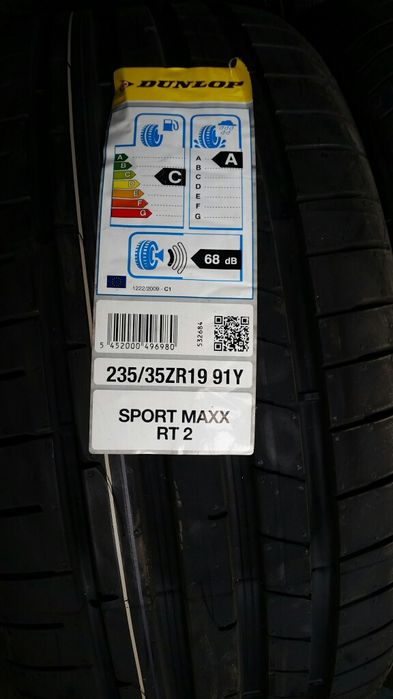 DUNLOP
A
B
C
D
E
F
G
C
A
B
C
D
E
F
G
A
68 dB
1222/2009 - C1
5 452000 496980
532684
235/35ZR19 91Y
SPORT MAXX
RT 2